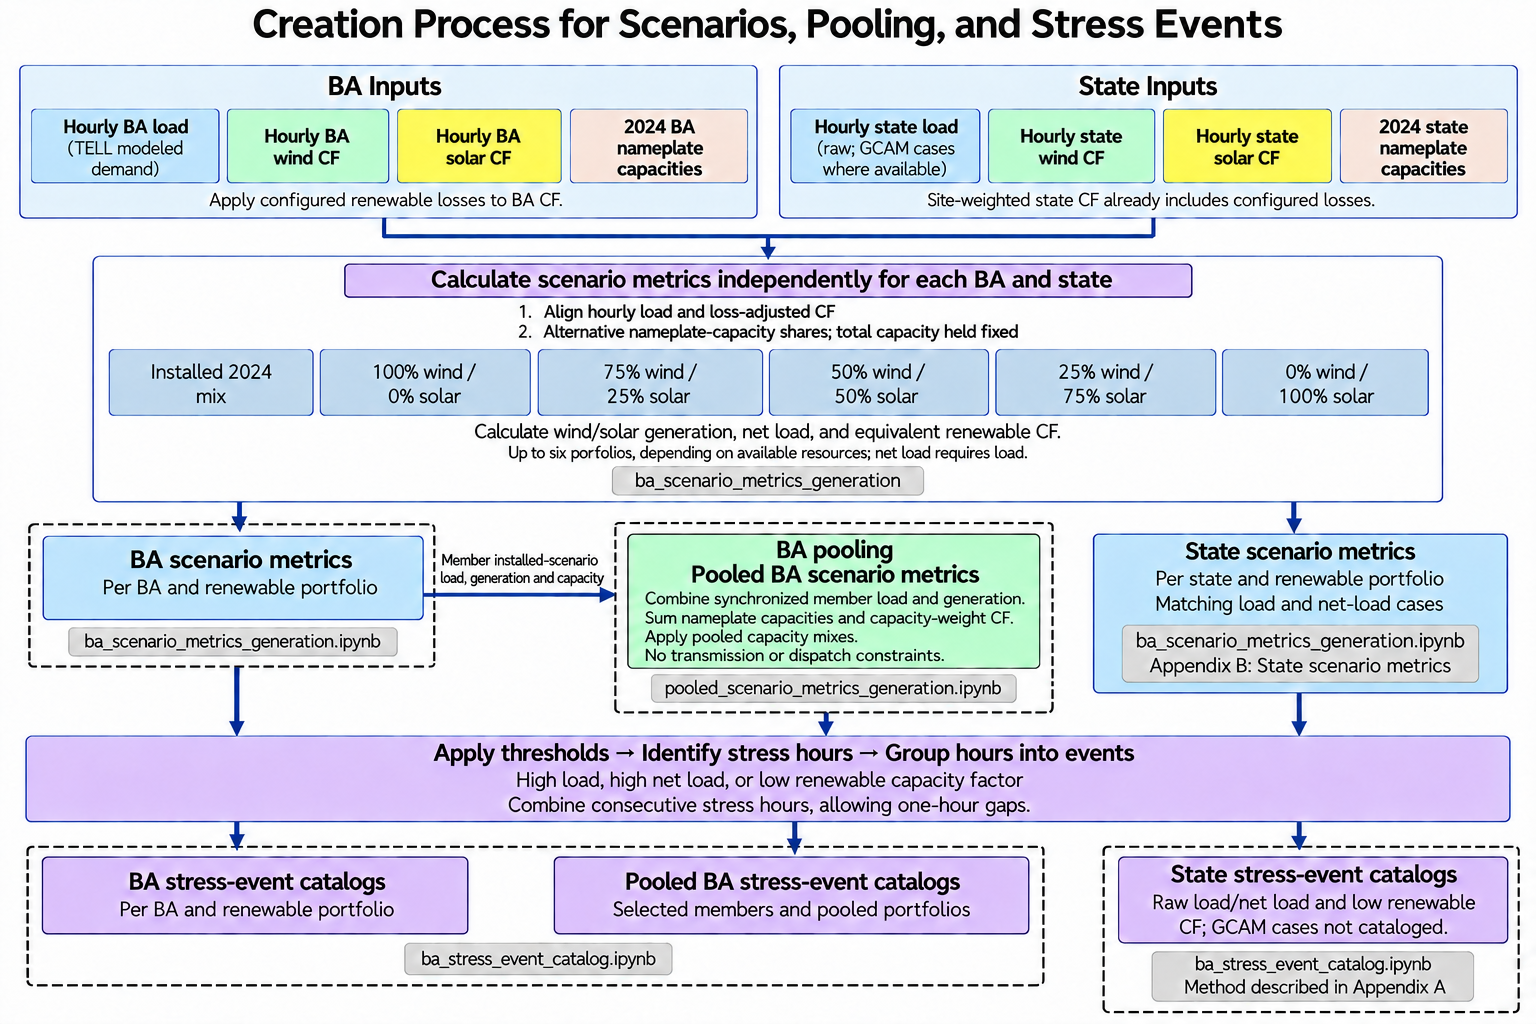 Creation Process for Scenarios, Pooling, and Stress Events
BA Inputs
Hourly BA load
(TELL modeled
demand)
Hourly BA
wind CF
Hourly BA
solar CF
2024 BA
nameplate
capacities
Apply configured renewable losses to BA CF.
State Inputs
Hourly state load
(raw; GCAM cases
where available)
Hourly state
wind CF
Hourly state
solar CF
2024 state
nameplate
capacities
Site-weighted state CF already includes configured losses.
Calculate scenario metrics independently for each BA and state
1. Align hourly load and loss-adjusted CF
2. Alternative nameplate-capacity shares; total capacity held fixed
Installed 2024
mix
100% wind /
0% solar
75% wind /
25% solar
50% wind /
50% solar
25% wind /
75% solar
0% wind /
100% solar
Calculate wind/solar generation, net load, and equivalent renewable CF.
Up to six porfolios, depending on available resources; net load requires load.
ba_scenario_metrics_generation
BA scenario metrics
Per BA and renewable portfolio
ba_scenario_metrics_generation.ipynb
Member installed-scenario
load, generation and capacity
BA pooling
Pooled BA scenario metrics
Combine synchronized member load and generation.
Sum nameplate capacities and capacity-weight CF.
Apply pooled capacity mixes.
No transmission or dispatch constraints.
pooled_scenario_metrics_generation.ipynb
State scenario metrics
Per state and renewable portfolio
Matching load and net-load cases
ba_scenario_metrics_generation.ipynb
Appendix B: State scenario metrics
Apply thresholds → Identify stress hours → Group hours into events
High load, high net load, or low renewable capacity factor
Combine consecutive stress hours, allowing one-hour gaps.
BA stress-event catalogs
Per BA and renewable portfolio
Pooled BA stress-event catalogs
Selected members and pooled portfolios
ba_stress_event_catalog.ipynb
State stress-event catalogs
Raw load/net load and low renewable
CF; GCAM cases not cataloged.
ba_stress_event_catalog.ipynb
Method described in Appendix A